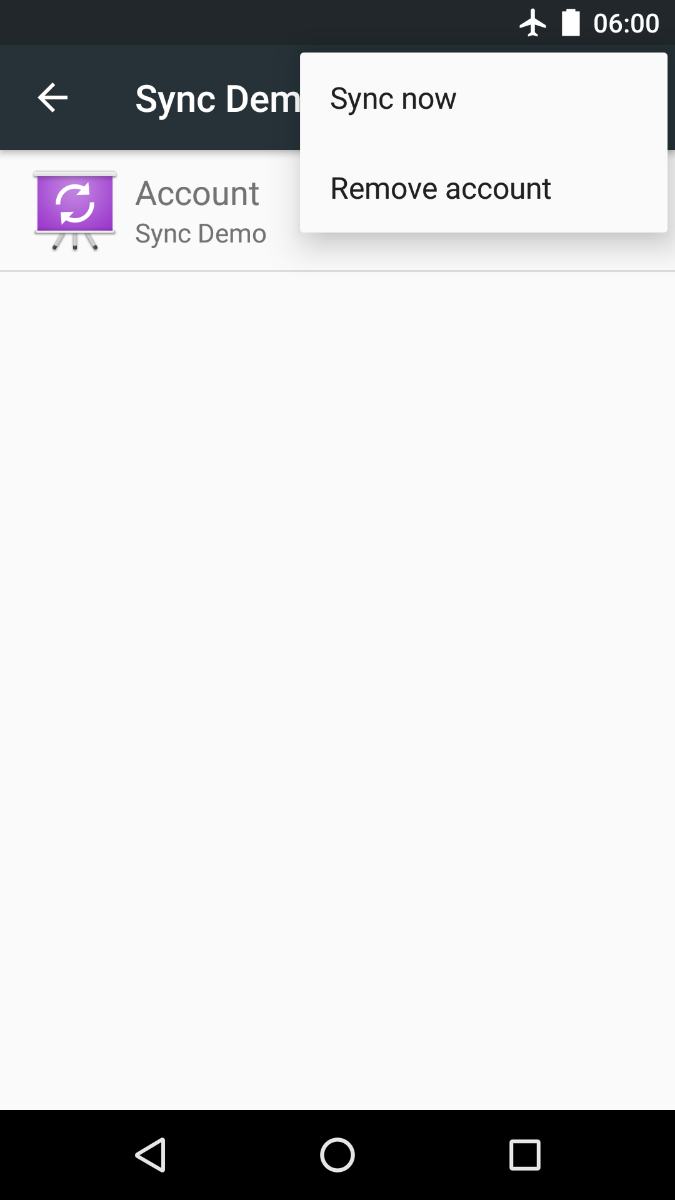 06:00
Sync Dem
Sync now
Remove account
Account
Sync Demo